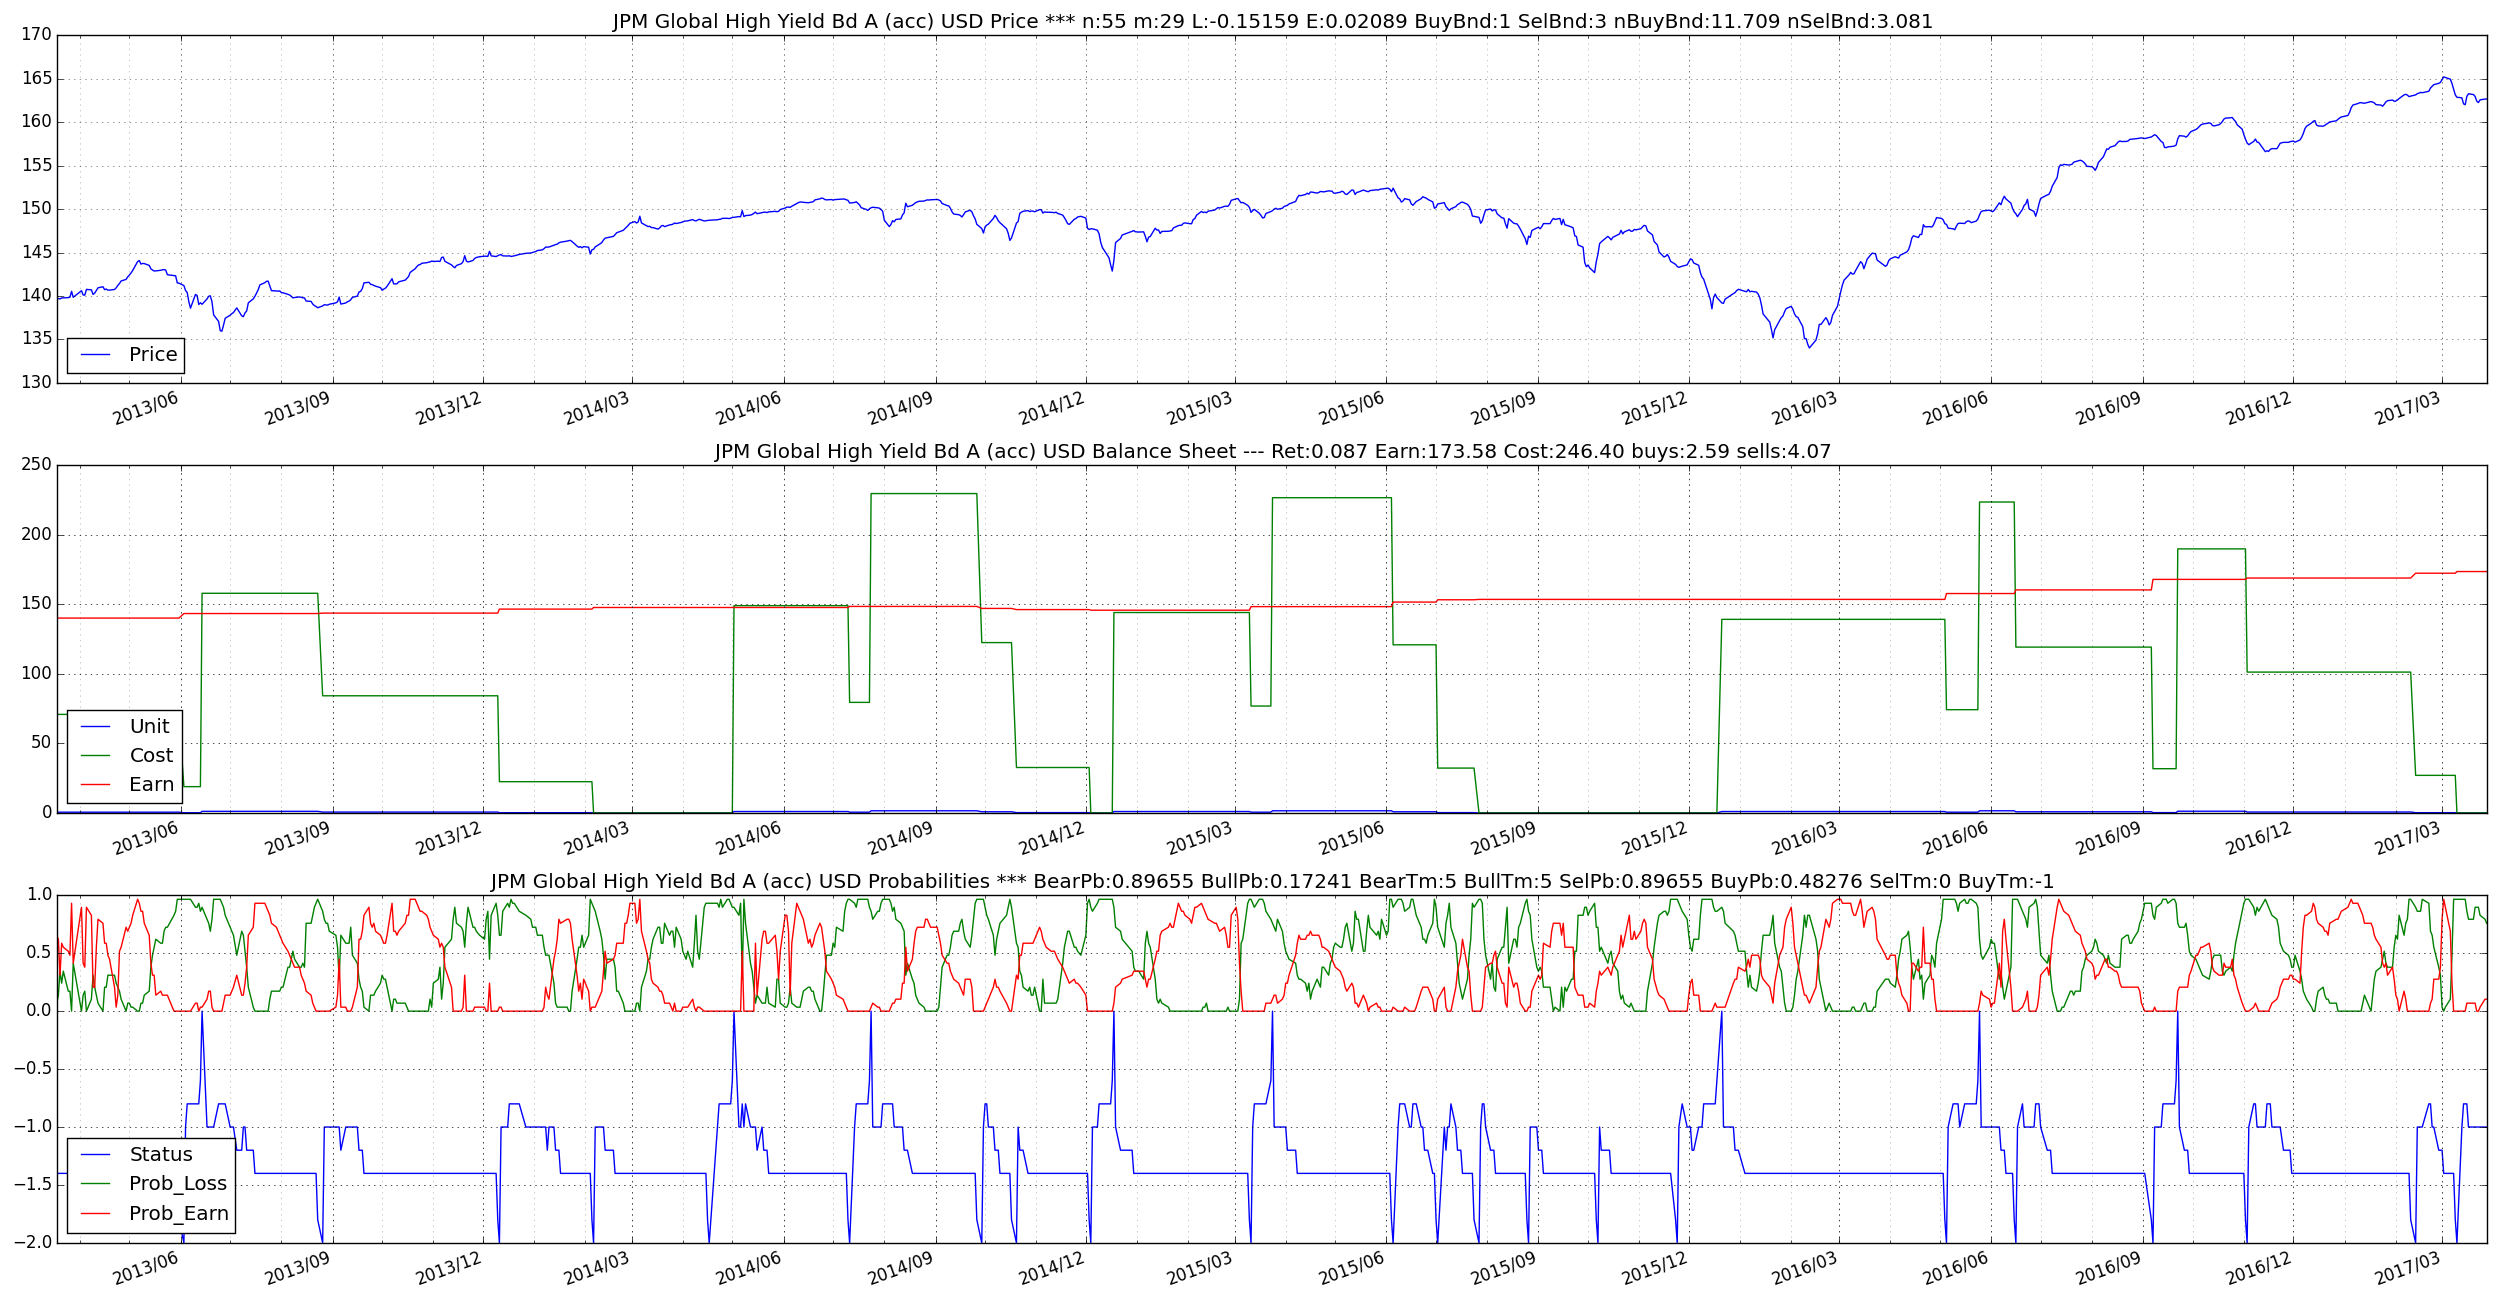 JPM Global High Yield Bd A (acc) USD Price *** n:55 m:29 L:-0.15159 E:0.02089 BuyBnd:1 SelBnd:3 nBuyBnd:11.709 nSelBnd:3.081
170
165
160
155
150
145
140
135
130
Price
2013/06 2013/09 2013/12 2014/03 2014/06 2014/09 2014/12 2015/03 2015/06 2015/09 2015/12 2016/03 2016/06 2016/09 2016/12 2017/03
JPM Global High Yield Bd A (acc) USD Balance Sheet --- Ret:0.087 Earn:173.58 Cost:246.40 buys:2.59 sells:4.07
250
200
150
100
50
0
Unit
Cost
Earn
2013/06 2013/09 2013/12 2014/03 2014/06 2014/09 2014/12 2015/03 2015/06 2015/09 2015/12 2016/03 2016/06 2016/09 2016/12 2017/03
JPM Global High Yield Bd A (acc) USD Probabilities *** BearPb:0.89655 BullPb:0.17241 BearTm:5 BullTm:5 SelPb:0.89655 BuyPb:0.48276 SelTm:0 BuyTm:-1
1.0
0.5
0.0
−0.5
−1.0
−1.5
−2.0
Status
Prob_Loss
Prob_Earn
2013/06 2013/09 2013/12 2014/03 2014/06 2014/09 2014/12 2015/03 2015/06 2015/09 2015/12 2016/03 2016/06 2016/09 2016/12 2017/03